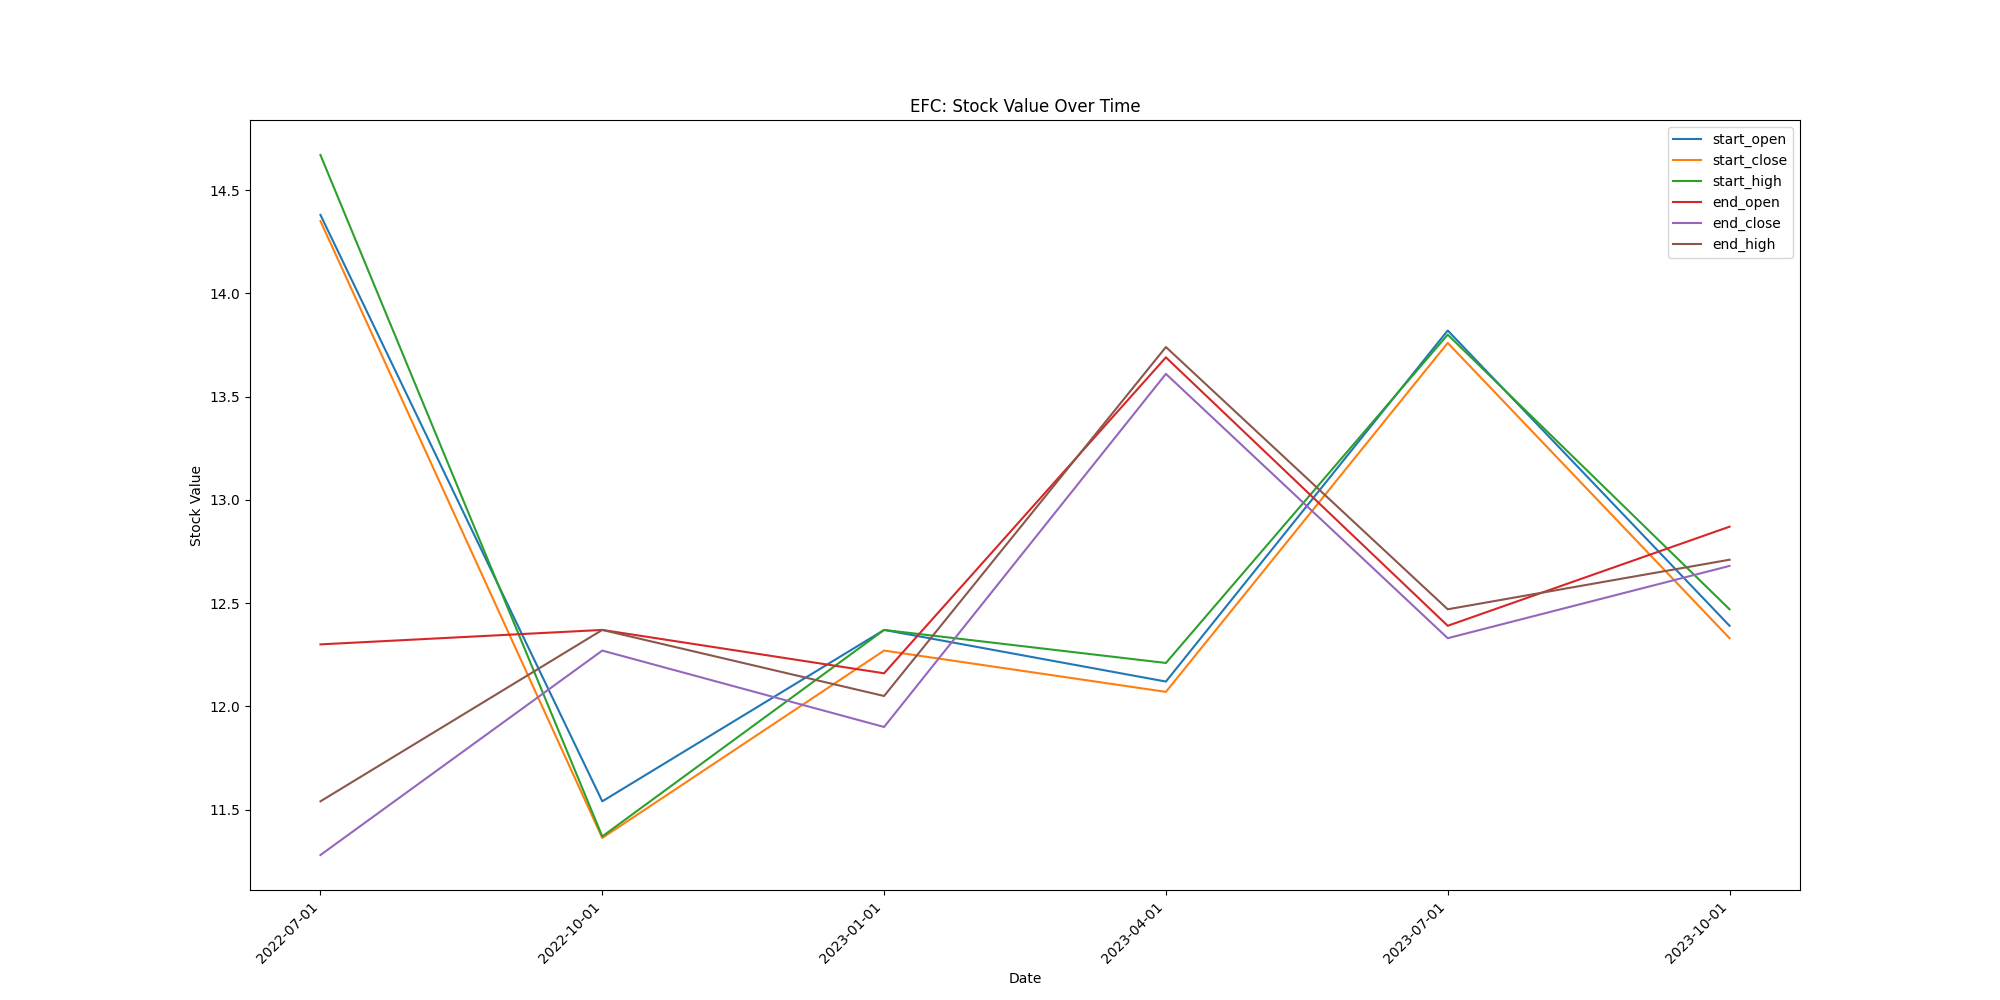 EFC: Stock Value Over Time
start_open
start_close
start_high
end_open
end_close
end_high
Stock Value
14.5
14.0
13.5
13.0
12.5
12.0
11.5
2022-07-01
2022-10-01
2023-01-01
2023-04-01
2023-07-01
2023-10-01
Date